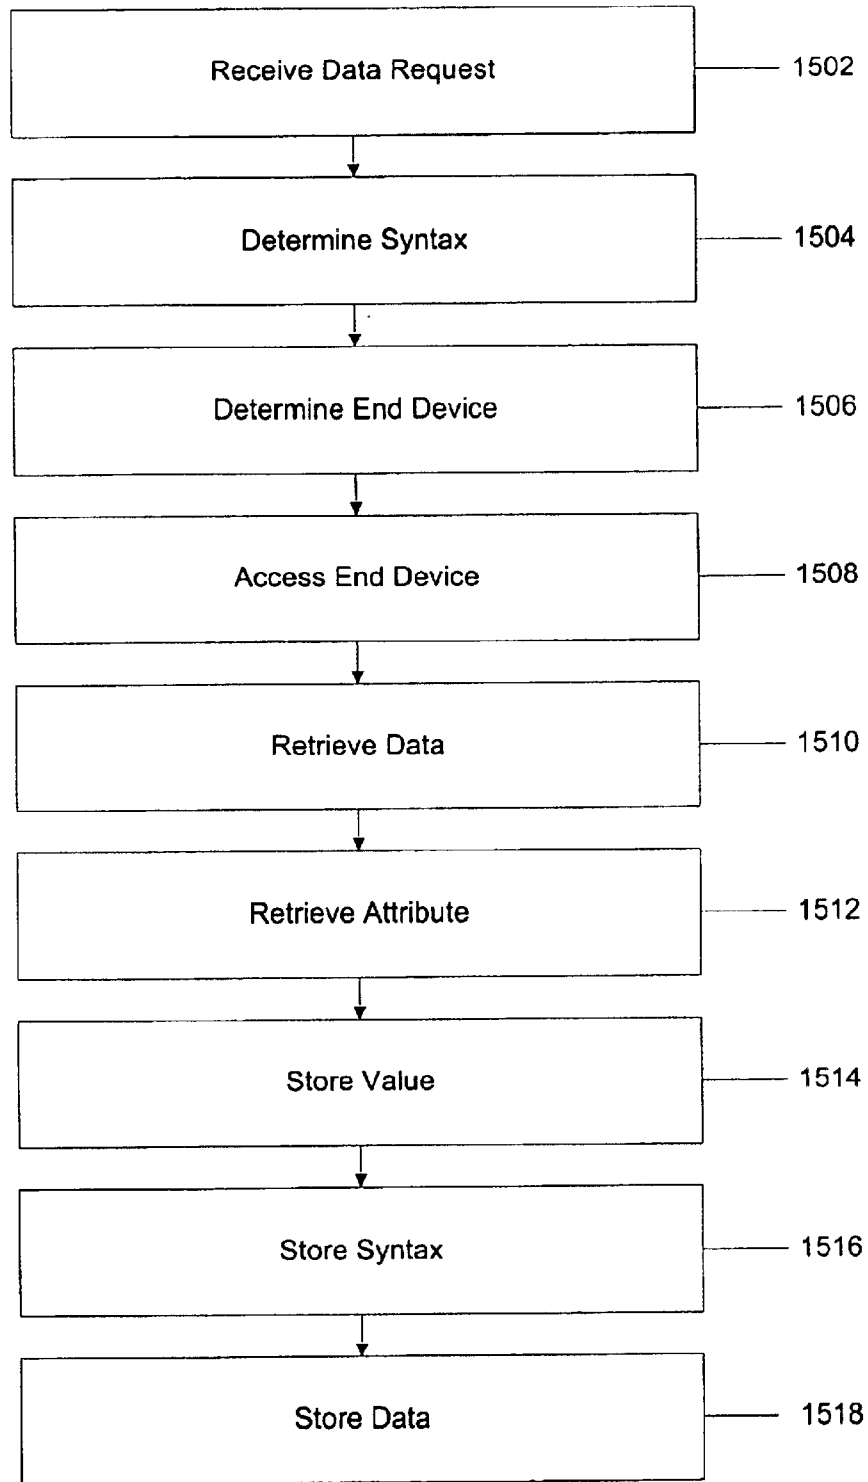 Receive Data Request 1502
Determine Syntax 1504
Determine End Device 1506
Access End Device 1508
Retrieve Data 1510
Retrieve Attribute 1512
Store Value 1514
Store Syntax 1516
Store Data 1518